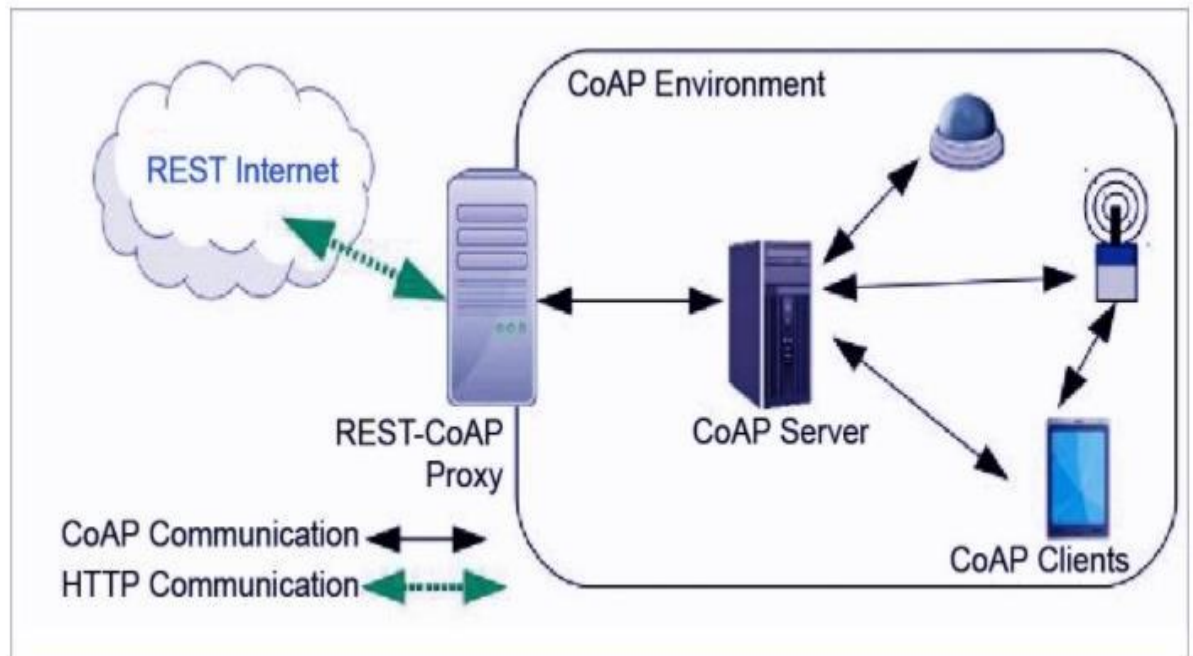 CoAP Environment
REST Internet
REST-CoAP
Proxy
CoAP Server
CoAP Clients
CoAP Communication
HTTP Communication